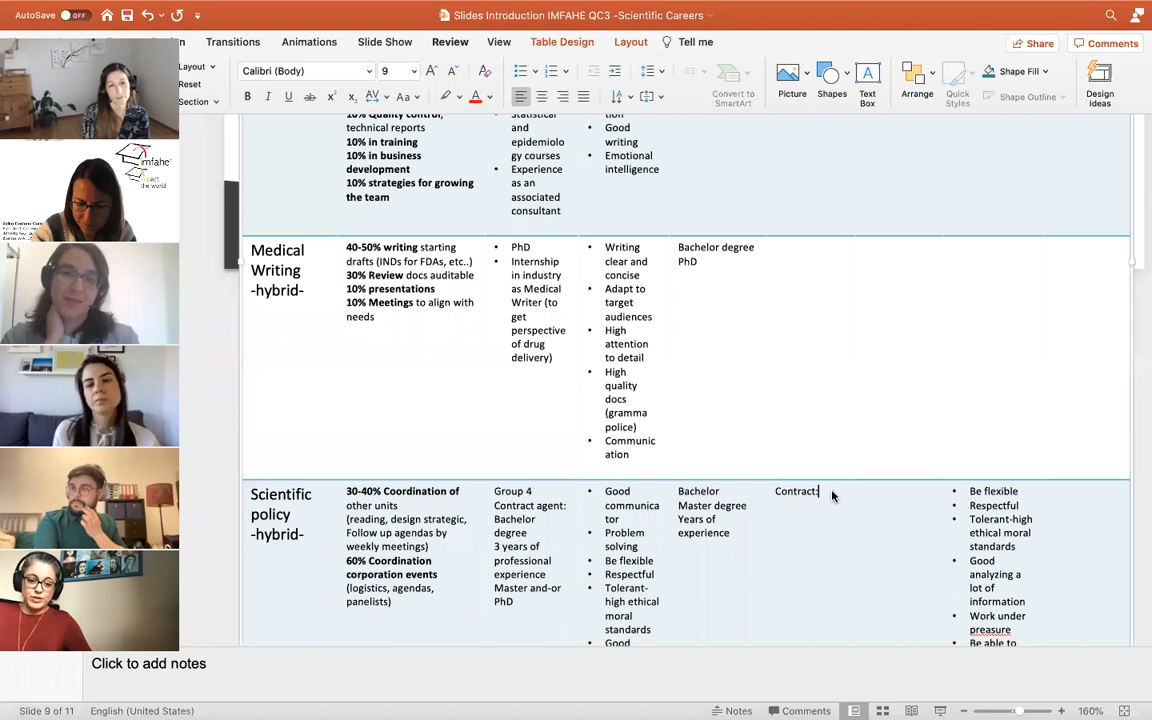 AutoSave OFF
Slides Introduction IMFAHE QC3 -Scientific Careers
Transitions Animations Slide Show Review View Table Design Layout Tell me
Share Comments
Layout
Reset
Section
Calibri (Body) 9
Convert to
SmartArt
Picture
Shapes
Text
Box
Arrange
Quick
Styles
Shape Fill
Shape Outline
Design
Ideas
imfahe
the world
10% Quality control,
technical reports
10% in training
10% in business
development
10% strategies for growing
the team
Statistical
and
epidemiolo
gy courses
• Experience
as an
associated
consultant
tion
• Good
writing
• Emotional
intelligence
Medical
Writing
-hybrid-
40-50% writing starting
drafts (INDs for FDAs, etc..)
30% Review docs auditable
10% presentations
10% Meetings to align with
needs
• PhD
• Internship
in industry
as Medical
Writer (to
get
perspective
of drug
delivery)
• Writing
clear and
concise
• Adapt to
target
audiences
• High
attention
to detail
• High
quality
docs
(gramma
police)
• Communic
ation
Bachelor degree
PhD
Scientific
policy
-hybrid-
30-40% Coordination of
other units
(reading, design strategic,
Follow up agendas by
weekly meetings)
60% Coordination
corporation events
(logistics, agendas,
panelists)
Group 4
Contract agent:
Bachelor
degree
3 years of
professional
experience
Master and-or
PhD
• Good
communica
tor
• Problem
solving
• Be flexible
• Respectful
• Tolerant-
high ethical
moral
standards
• Good
Bachelor
Master degree
Years of
experience
Contract:
• Be flexible
• Respectful
• Tolerant-high
ethical moral
standards
• Good
analyzing a
lot of
information
• Work under
preasure
• Be able to
Click to add notes
Slide 9 of 11 English (United States) Notes Comments 160%